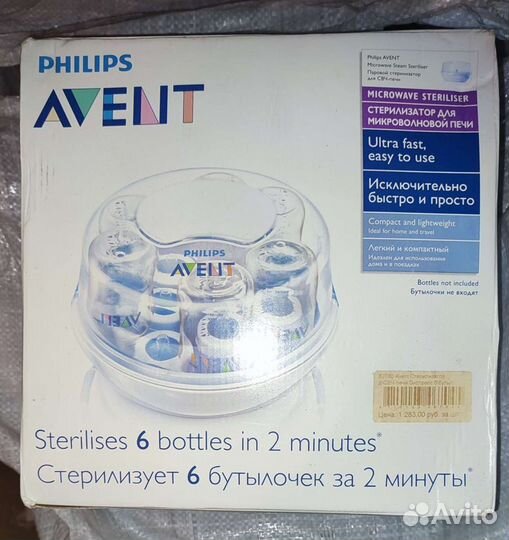 PHILIPS
AVENT
Philips AVENT
Microwave Steam Steriliser
Паровой стерилизатор
для СВЧ-печи
MICROWAVE STERILISER
СТЕРИЛИЗАТОР ДЛЯ
МИКРОВОЛНОВОЙ ПЕЧИ
Ultra fast,
easy to use
Исключительно
быстро и просто
Compact and lightweight
Ideal for home and travel
Легкий и компактный
Идеален для использования
дома и в поездках
Bottles not included
Бутылочки не входят
PHILIPS
AVENT
AVENT
Цена: 1 283,00 руб. за шт
Sterilises 6 bottles in 2 minutes*
Стерилизует 6 бутылочек за 2 минуты*
Avito